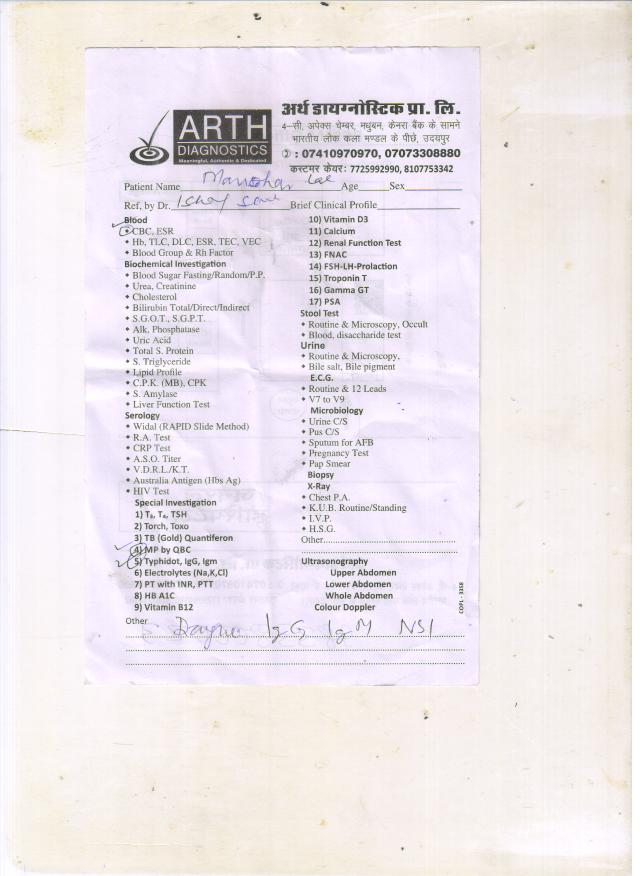 ARTH
DIAGNOSTICS
Meaningful, Authentic & Dedicated
अर्थ डायग्नोस्टिक प्रा. लि.
4–सी, अपेक्स चेम्बर, मधुबन, केनरा बैंक के सामने
भारतीय लोक कला मण्डल के पीछे, उदयपुर
✆ : 07410970970, 07073308880
कस्टमर केयर: 7725992990, 8107753342
Patient Name Manohar Lal Age Sex
Ref, by Dr. Brief Clinical Profile
Blood
CBC, ESR
Hb, TLC, DLC, ESR, TEC, VEC
Blood Group & Rh Factor
Biochemical Investigation
Blood Sugar Fasting/Random/P.P.
Urea, Creatinine
Cholesterol
Bilirubin Total/Direct/Indirect
S.G.O.T., S.G.P.T.
Alk, Phosphatase
Uric Acid
Total S. Protein
S. Triglyceride
Lipid Profile
C.P.K. (MB), CPK
S. Amylase
Liver Function Test
Serology
Widal (RAPID Slide Method)
R.A. Test
CRP Test
A.S.O. Titer
V.D.R.L./K.T.
Australia Antigen (Hbs Ag)
HIV Test
Special Investigation
1) T₃, T₄, TSH
2) Torch, Toxo
3) TB (Gold) Quantiferon
4) MP by QBC
5) Typhidot, IgG, Igm
6) Electrolytes (Na,K,Cl)
7) PT with INR, PTT
8) HB A1C
9) Vitamin B12
10) Vitamin D3
11) Calcium
12) Renal Function Test
13) FNAC
14) FSH-LH-Prolaction
15) Troponin T
16) Gamma GT
17) PSA
Stool Test
Routine & Microscopy, Occult
Blood, disaccharide test
Urine
Routine & Microscopy,
Bile salt, Bile pigment
E.C.G.
Routine & 12 Leads
V7 to V9
Microbiology
Urine C/S
Pus C/S
Sputum for AFB
Pregnancy Test
Pap Smear
Biopsy
X-Ray
Chest P.A.
K.U.B. Routine/Standing
I.V.P.
H.S.G.
Other
Ultrasonography
Upper Abdomen
Lower Abdomen
Whole Abdomen
Colour Doppler
COPL - 3358
Other IgG IgM NS1